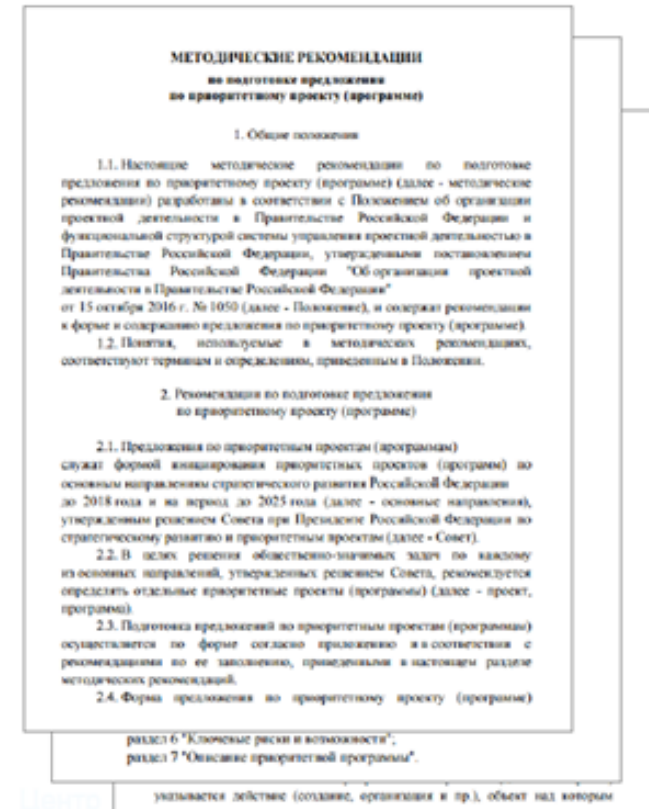 МЕТОДИЧЕСКИЕ РЕКОМЕНДАЦИИ
по подготовке предложения
по приоритетному проекту (программе)
1. Общие положения
1.1. Настоящие методические рекомендации по подготовке
предложения по приоритетному проекту (программе) (далее - методические
рекомендации) разработаны в соответствии с Положением об организации
проектной деятельности в Правительстве Российской Федерации и
функциональной структурой системы управления проектной деятельностью в
Правительстве Российской Федерации, утвержденными постановлением
Правительства Российской Федерации "Об организации проектной
деятельности в Правительстве Российской Федерации"
от 15 октября 2016 г. № 1050 (далее - Положение), и содержат рекомендации
к форме и содержанию предложения по приоритетному проекту (программе).
1.2. Понятия, используемые в методических рекомендациях,
соответствуют терминам и определениям, приведенным в Положении.
2. Рекомендации по подготовке предложения
по приоритетному проекту (программе)
2.1. Предложения по приоритетным проектам (программам)
служат формой инициирования приоритетных проектов (программ) по
основным направлениям стратегического развития Российской Федерации
до 2018 года и на период до 2025 года (далее - основные направления),
утвержденным решением Совета при Президенте Российской Федерации по
стратегическому развитию и приоритетным проектам (далее - Совет).
2.2. В целях решения общественно-значимых задач по каждому
из основных направлений, утвержденных решением Совета, рекомендуется
определять отдельные приоритетные проекты (программы) (далее - проект,
программа).
2.3. Подготовка предложений по приоритетным проектам (программам)
осуществляется по форме согласно приложению и в соответствии с
рекомендациями по ее заполнению, приведенными в настоящем разделе
методических рекомендаций.
2.4. Форма предложения по приоритетному проекту (программе)
раздел 6 "Ключевые риски и возможности";
раздел 7 "Описание приоритетной программы".
указывается действие (создание, организация и пр.), объект над которым
Центр